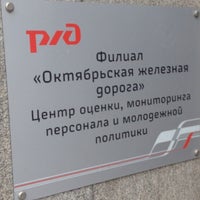 ржд
Филиал
«Октябрьская железная
дорога»
Центр оценки, мониторинга
персонала и молодежной
политики